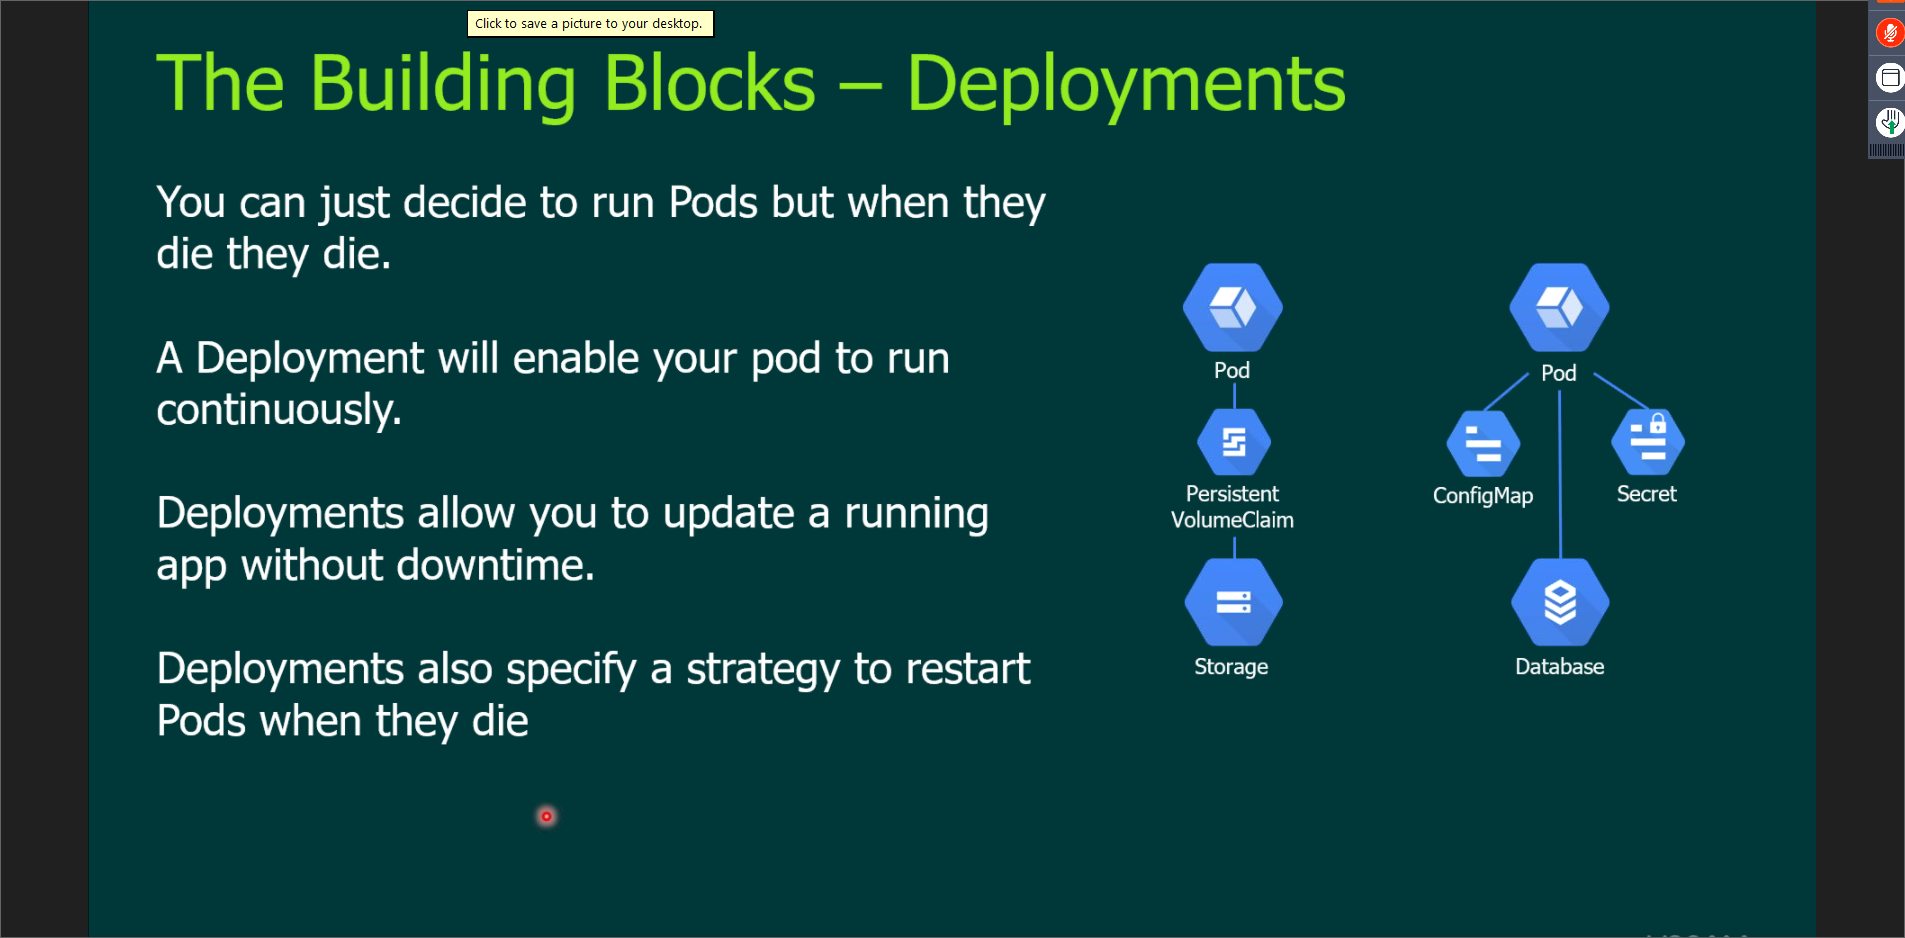 Click to save a picture to your desktop.
The Building Blocks – Deployments
You can just decide to run Pods but when they
die they die.
A Deployment will enable your pod to run
continuously.
Deployments allow you to update a running
app without downtime.
Deployments also specify a strategy to restart
Pods when they die
Pod
Persistent
VolumeClaim
Storage
Pod
ConfigMap
Secret
Database